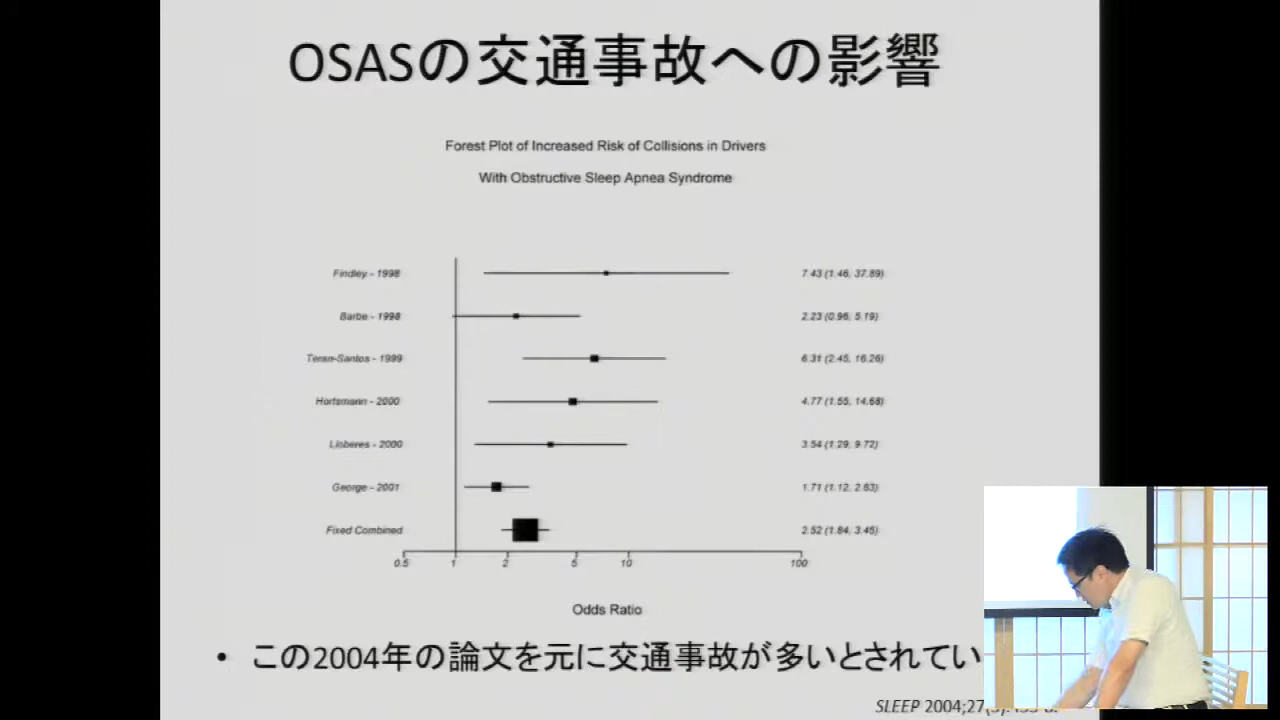 OSASの交通事故への影響
Forest Plot of Increased Risk of Collisions in Drivers
With Obstructive Sleep Apnea Syndrome
Findley - 1998 7.43 (1.46, 37.89)
Barbe - 1998 2.23 (0.96, 5.19)
Teran-Santos - 1999 6.31 (2.45, 16.26)
Hortsmann - 2000 4.77 (1.55, 14.68)
Lloberes - 2000 3.54 (1.29, 9.72)
George - 2001 1.71 (1.12, 2.63)
Fixed Combined 2.52 (1.84, 3.45)
0.5 1 2 5 10 100
Odds Ratio
• この2004年の論文を元に交通事故が多いとされてい
SLEEP 2004;27